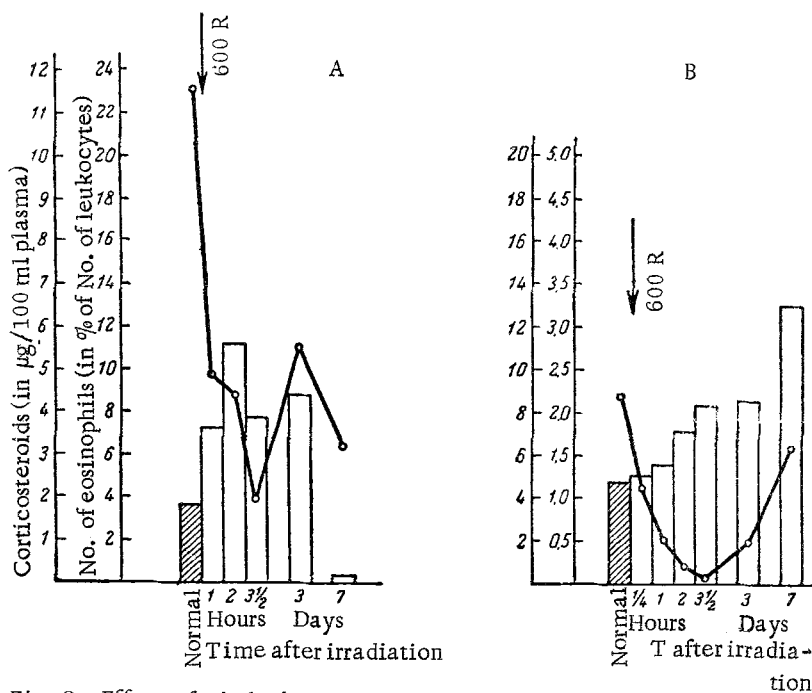 600 R
A
Corticosteroids (in µg/100 ml plasma)
12
11
10
9
8
7
6
5
4
3
2
1
No. of eosinophils (in % of No. of leukocytes)
24
22
20
18
16
14
12
10
8
6
4
2
Normal
1 2 3½ 3 7
Hours Days
Time after irradiation
B
600 R
20 5,0
18 4,5
16 4,0
14 3,5
12 3,0
10 2,5
8 2,0
6 1,5
4 1,0
2 0,5
Normal
¼ 1 2 3½ 3 7
Hours Days
T after irradia-
tion